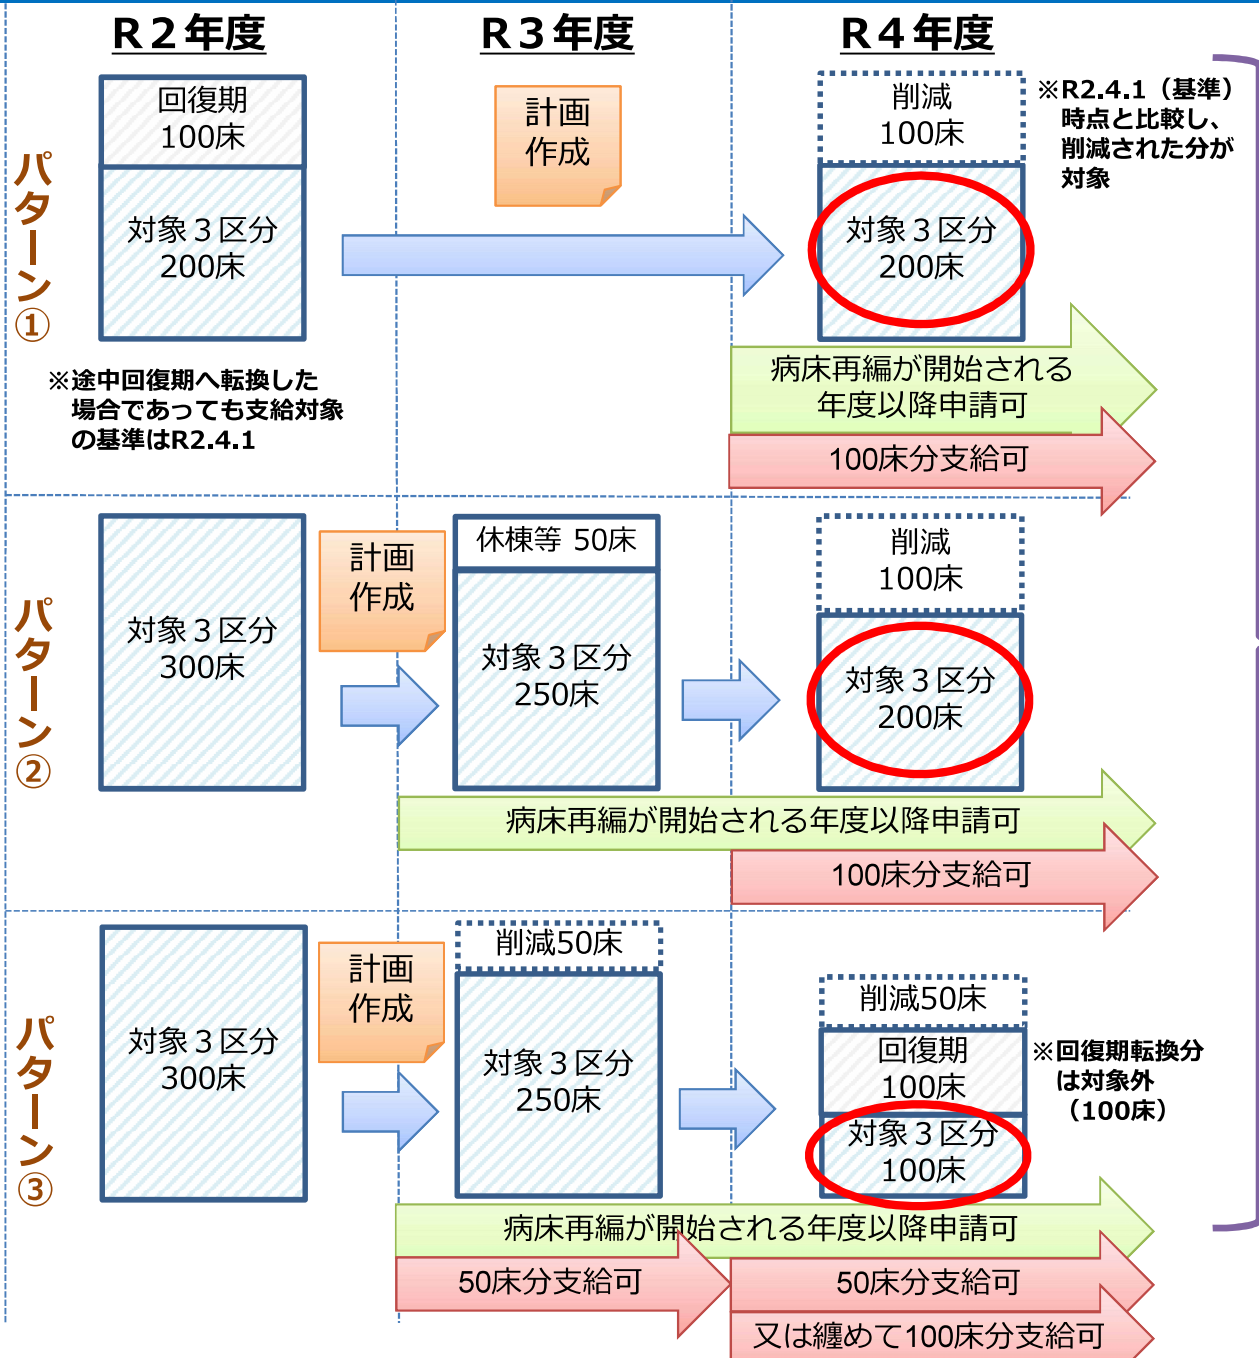 R２年度
R３年度
R４年度
パターン①
回復期
100床
対象３区分
200床
※途中回復期へ転換した
場合であっても支給対象
の基準はR2.4.1
計画
作成
削減
100床
対象３区分
200床
※R2.4.1（基準）
時点と比較し、
削減された分が
対象
病床再編が開始される
年度以降申請可
100床分支給可
パターン②
対象３区分
300床
計画
作成
休棟等 50床
対象３区分
250床
削減
100床
対象３区分
200床
病床再編が開始される年度以降申請可
100床分支給可
パターン③
対象３区分
300床
計画
作成
削減50床
対象３区分
250床
削減50床
回復期
100床
対象３区分
100床
※回復期転換分
は対象外
（100床）
病床再編が開始される年度以降申請可
50床分支給可
50床分支給可
又は纏めて100床分支給可